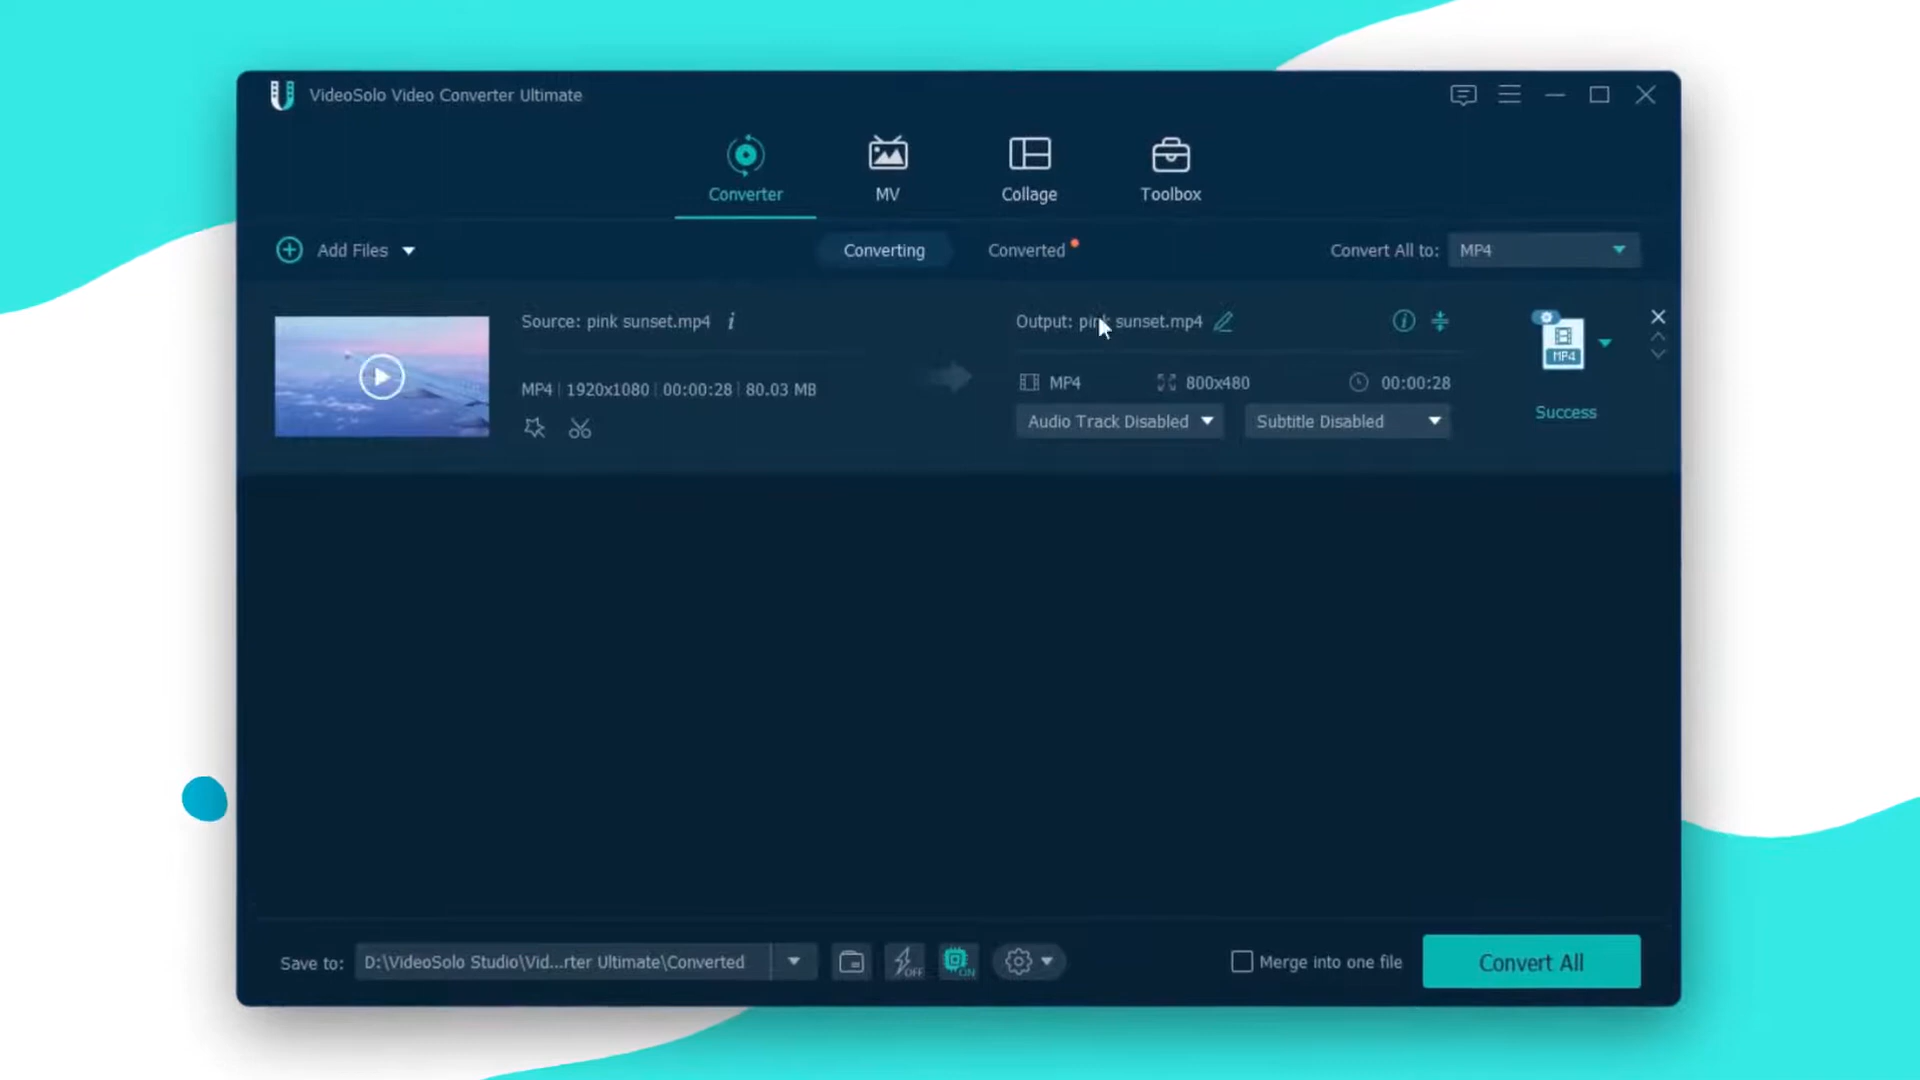 VideoSolo Video Converter Ultimate
Converter
MV
Collage
Toolbox
Add Files
Converting
Converted
Convert All to:
MP4
Source: pink sunset.mp4
Output: pink sunset.mp4
MP4
MP4 1920x1080 00:00:28 80.03 MB
MP4
800x480
00:00:28
Audio Track Disabled
Subtitle Disabled
Success
Save to:
D:\VideoSolo Studio\Vid...rter Ultimate\Converted
OFF
ON
Merge into one file
Convert All